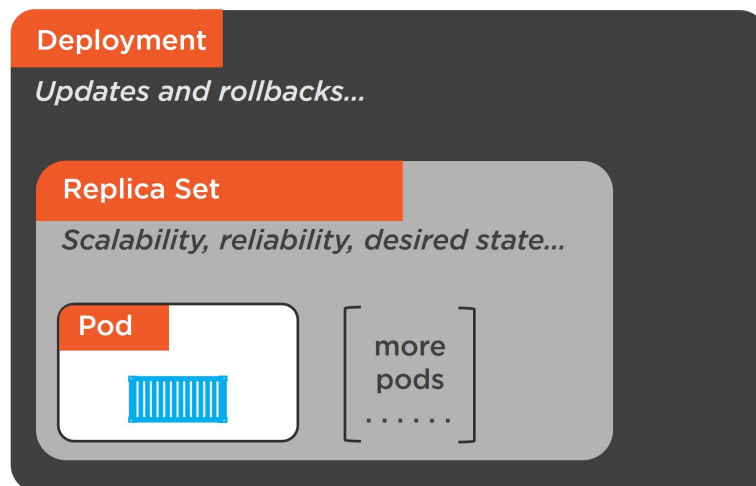 Deployment
Updates and rollbacks...
Replica Set
Scalability, reliability, desired state...
Pod
more
pods
......